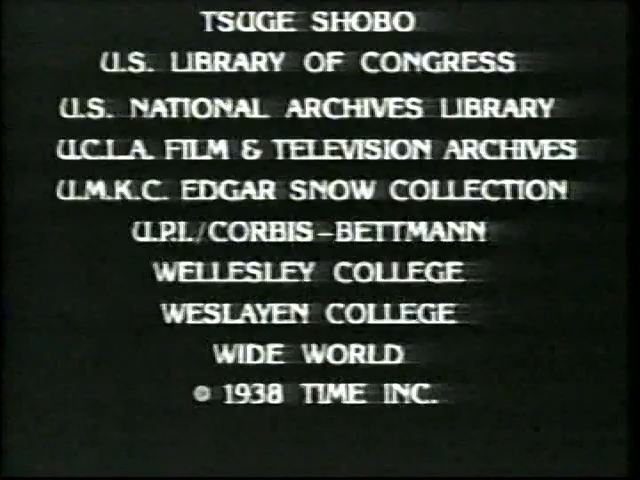 TSUGE SHOBO
U.S. LIBRARY OF CONGRESS
U.S. NATIONAL ARCHIVES LIBRARY
U.C.L.A. FILM & TELEVISION ARCHIVES
U.M.K.C. EDGAR SNOW COLLECTION
U.P.I./CORBIS-BETTMANN
WELLESLEY COLLEGE
WESLAYEN COLLEGE
WIDE WORLD
© 1938 TIME INC.